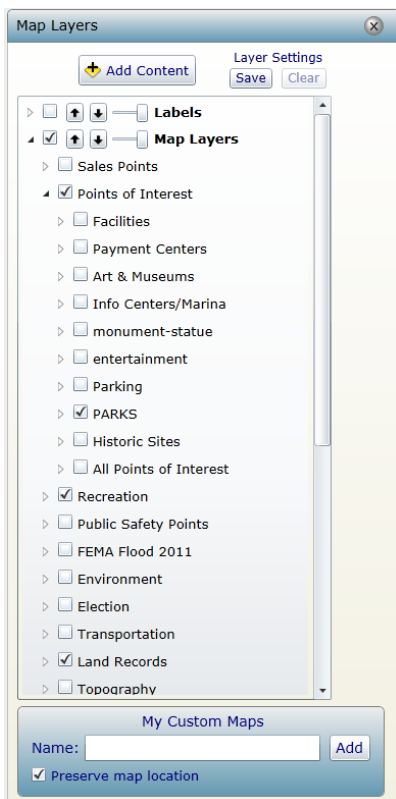 Map Layers
Add Content
Layer Settings
Save Clear
Labels
Map Layers
Sales Points
Points of Interest
Facilities
Payment Centers
Art & Museums
Info Centers/Marina
monument-statue
entertainment
Parking
PARKS
Historic Sites
All Points of Interest
Recreation
Public Safety Points
FEMA Flood 2011
Environment
Election
Transportation
Land Records
Topography
My Custom Maps
Name: Add
Preserve map location